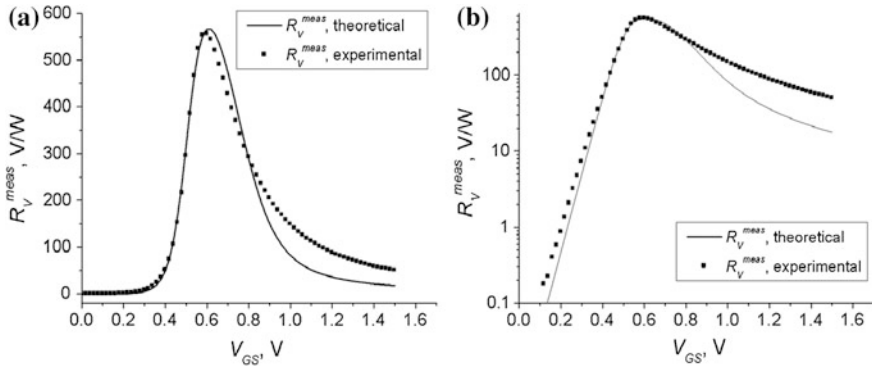 (a)
R_V^meas, theoretical
R_V^meas, experimental
600
500
400
300
200
100
0
R_V^meas, V/W
0.0 0.2 0.4 0.6 0.8 1.0 1.2 1.4 1.6
V_GS, V
(b)
100
10
1
0.1
R_V^meas, V/W
R_V^meas, theoretical
R_V^meas, experimental
0.0 0.2 0.4 0.6 0.8 1.0 1.2 1.4 1.6
V_GS, V